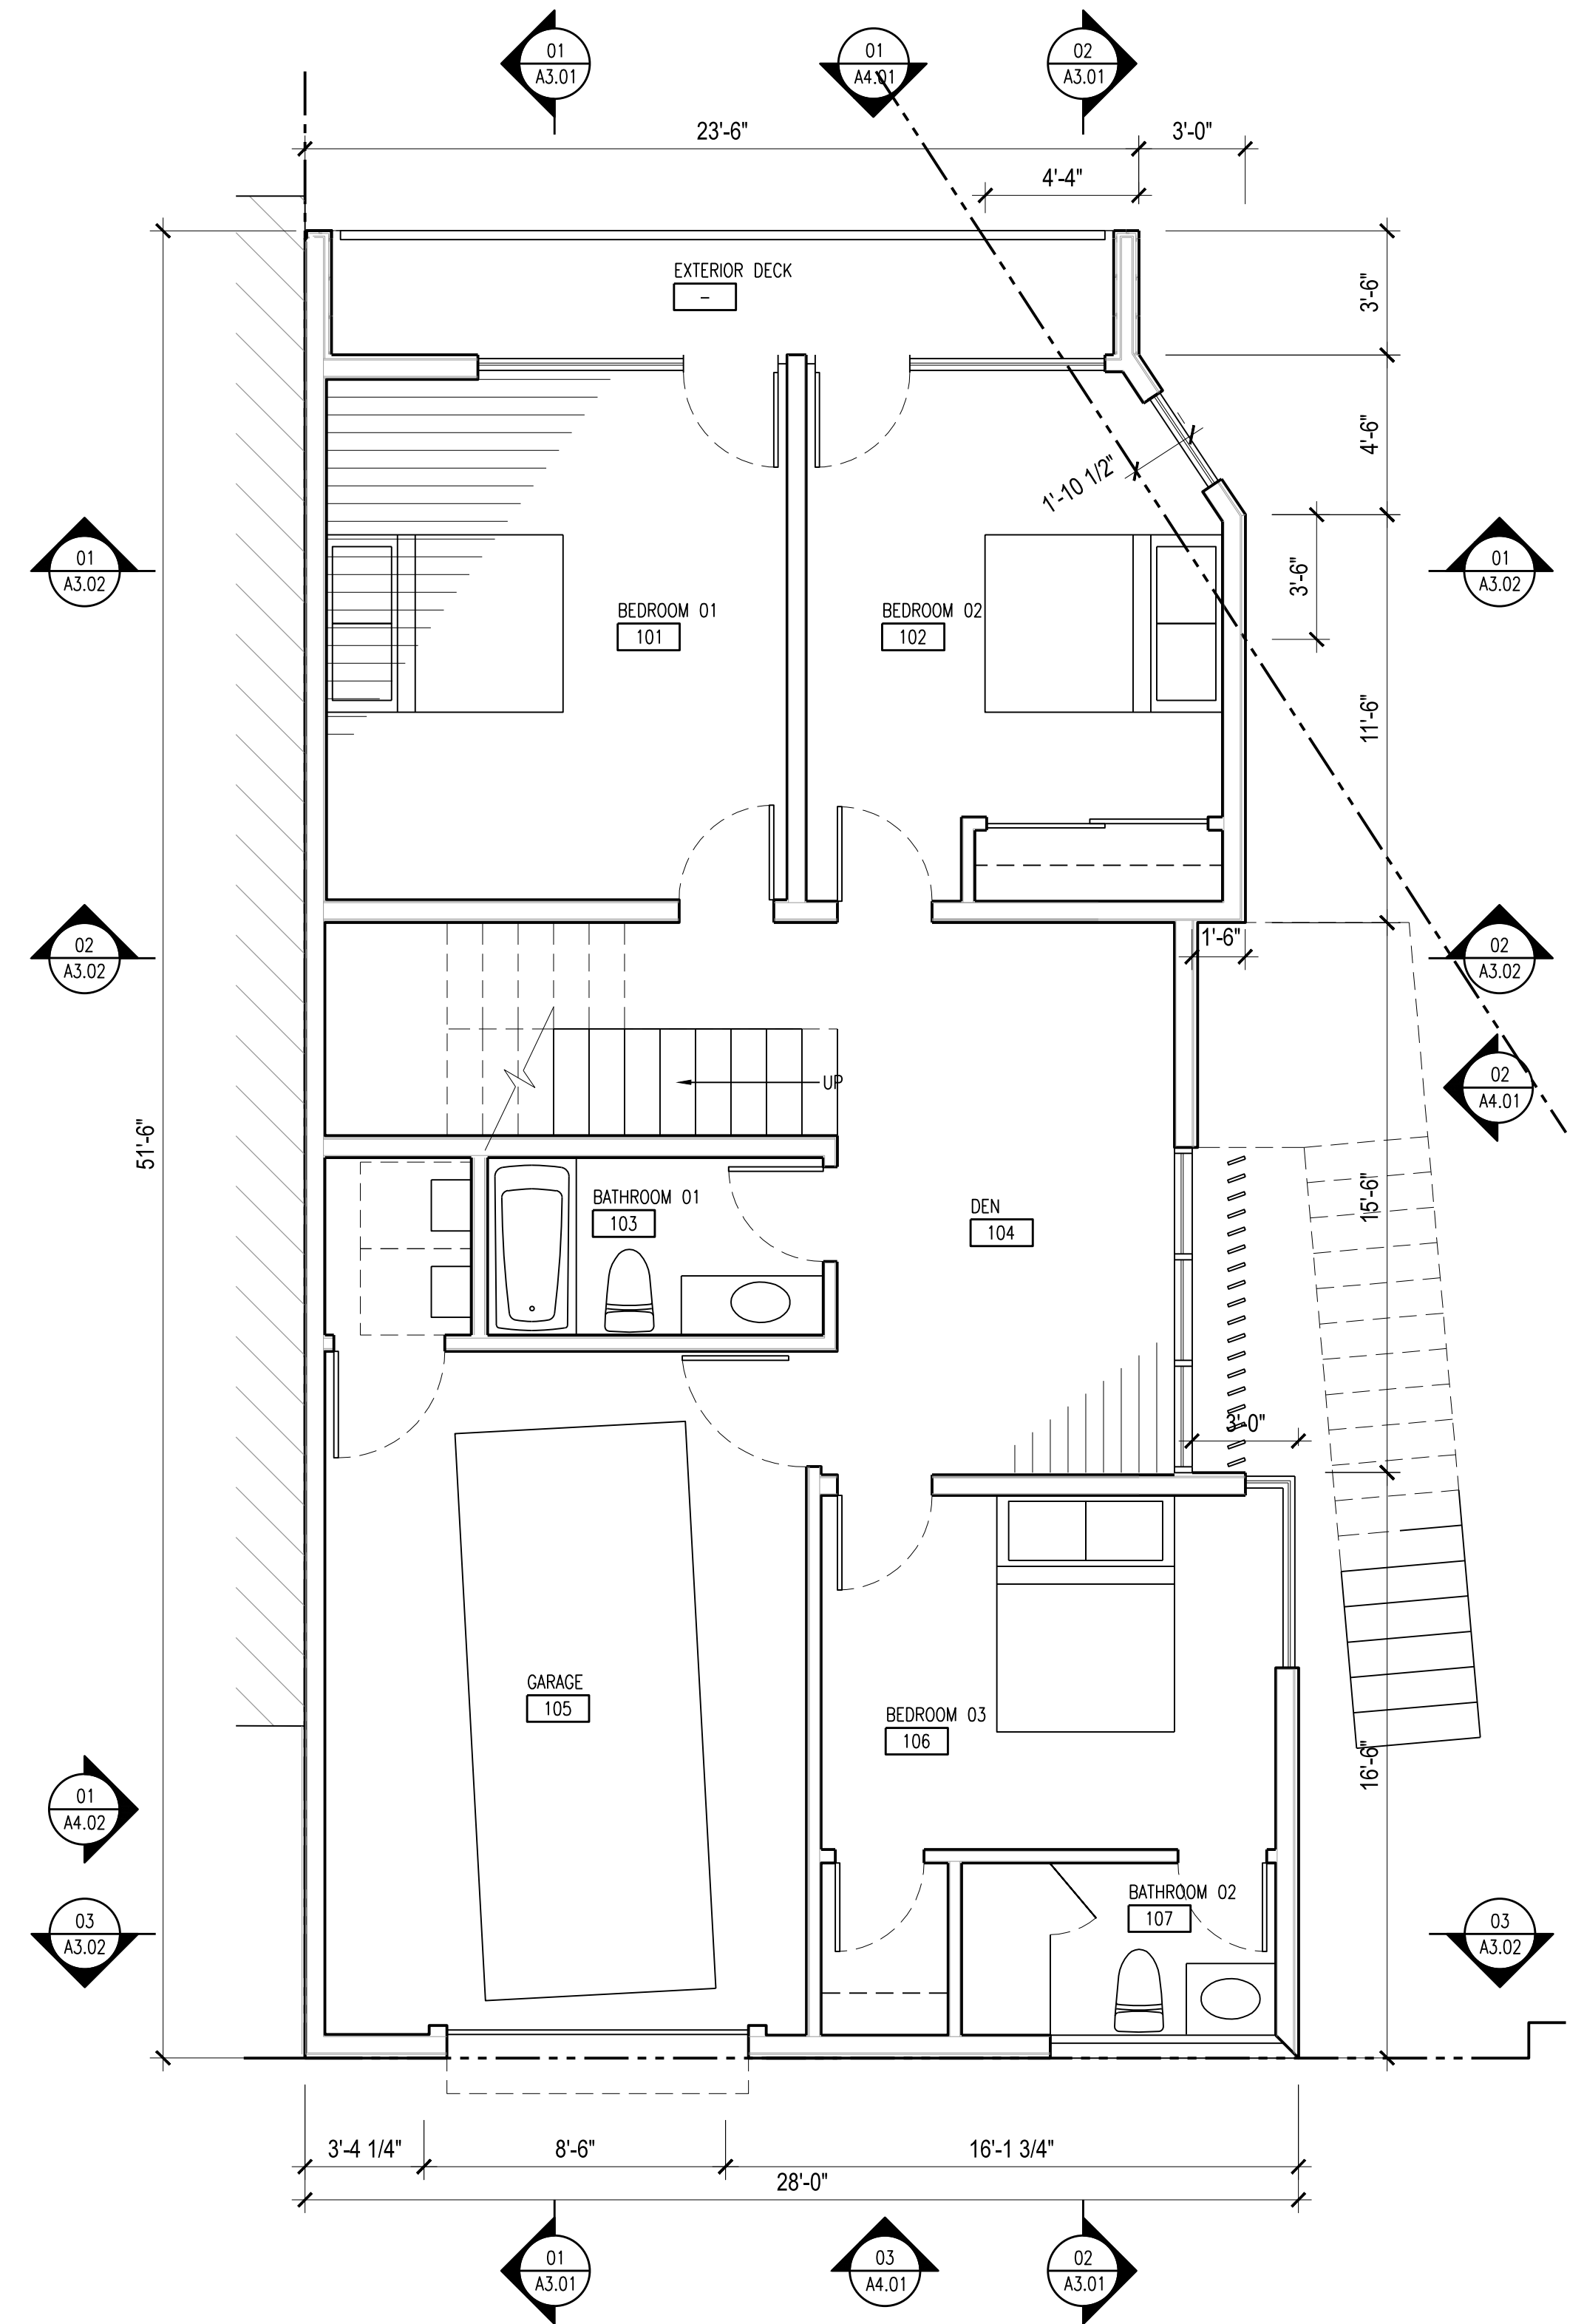 01
A3.01
01
A4.01
02
A3.01
23'-6"
3'-0"
4'-4"
EXTERIOR DECK
-
3'-6"
4'-6"
1'-10 1/2"
01
A3.02
01
A3.02
3'-6"
BEDROOM 01
101
BEDROOM 02
102
11'-6"
02
A3.02
1'-6"
02
A3.02
UP
02
A4.01
51'-6"
BATHROOM 01
103
DEN
104
15'-6"
3'-0"
GARAGE
105
BEDROOM 03
106
16'-6"
01
A4.02
BATHROOM 02
107
03
A3.02
03
A3.02
3'-4 1/4"
8'-6"
16'-1 3/4"
28'-0"
01
A3.01
03
A4.01
02
A3.01